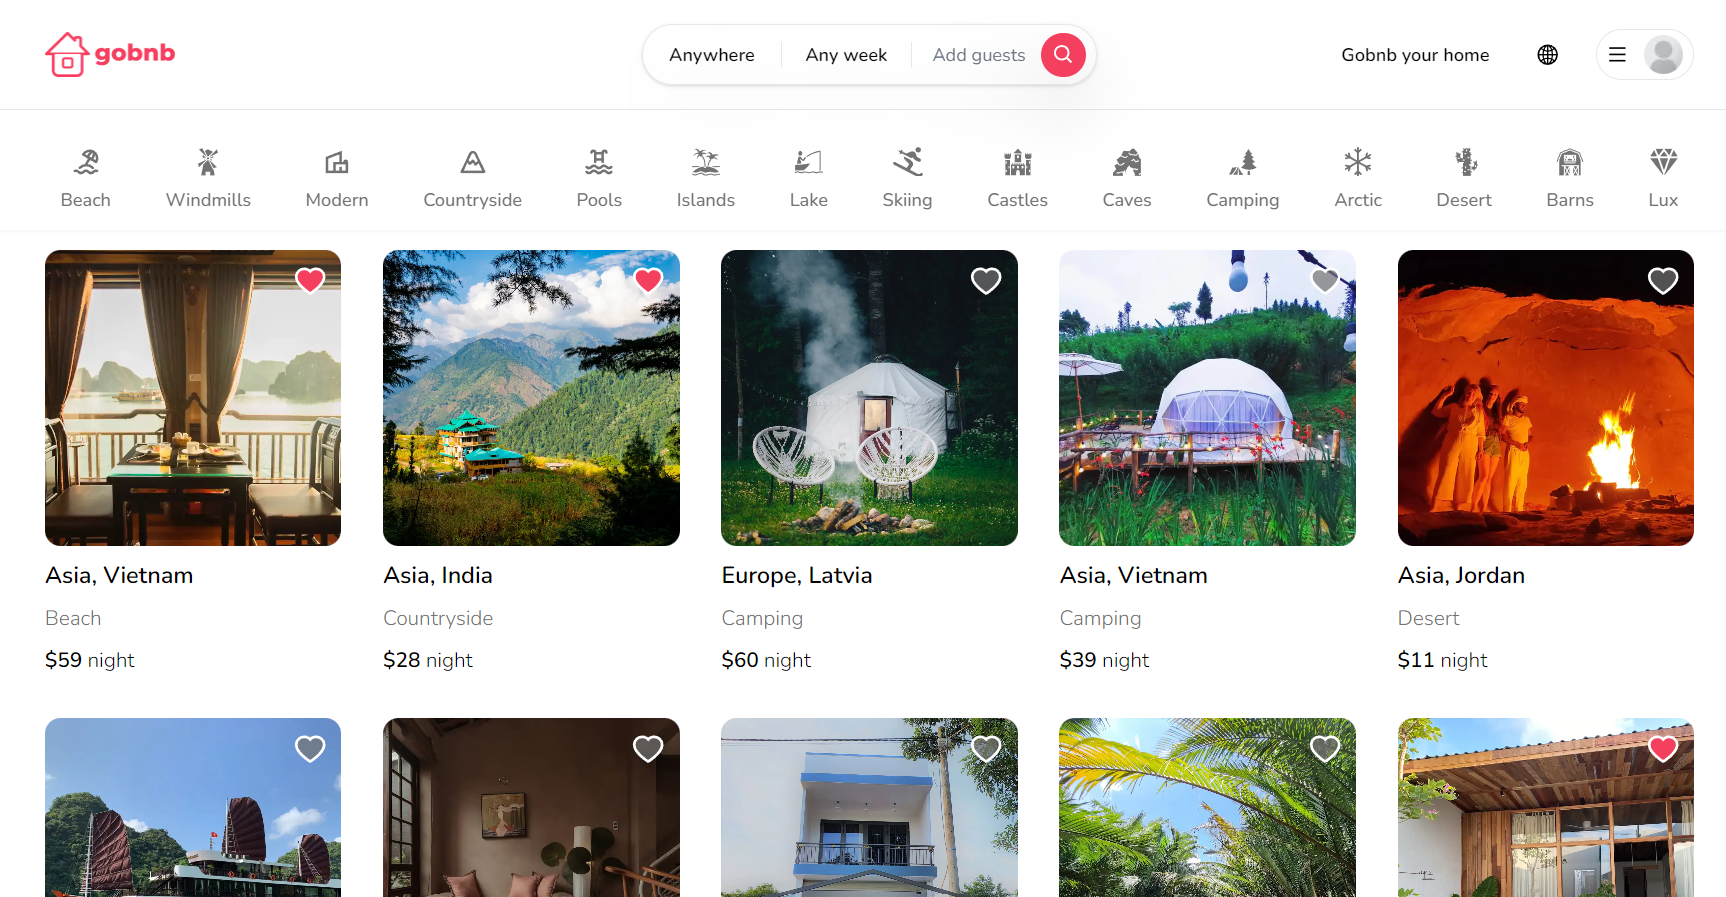 gobnb
Anywhere
Any week
Add guests
Gobnb your home
Beach
Windmills
Modern
Countryside
Pools
Islands
Lake
Skiing
Castles
Caves
Camping
Arctic
Desert
Barns
Lux
Asia, Vietnam
Beach
$59 night
Asia, India
Countryside
$28 night
Europe, Latvia
Camping
$60 night
Asia, Vietnam
Camping
$39 night
Asia, Jordan
Desert
$11 night